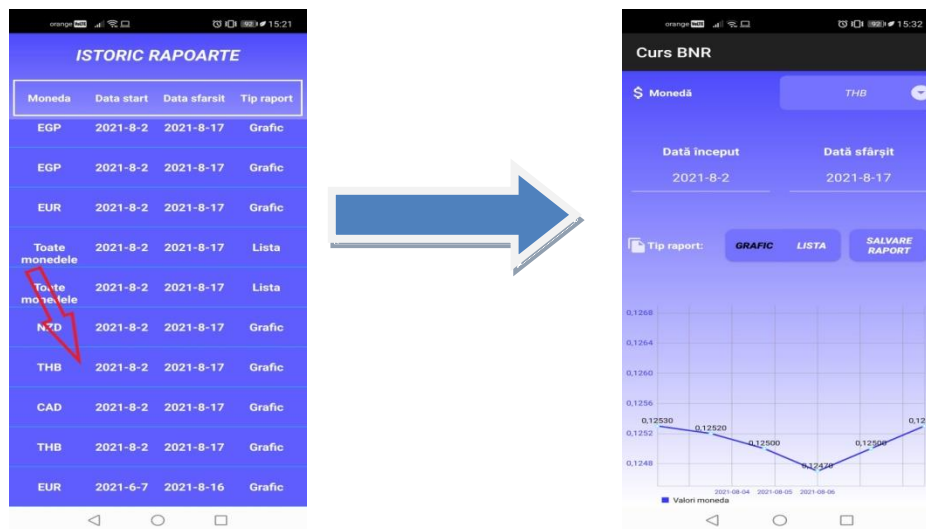 orange 92 15:21
ISTORIC RAPOARTE
Moneda Data start Data sfarsit Tip raport
EGP 2021-8-2 2021-8-17 Grafic
EGP 2021-8-2 2021-8-17 Grafic
EUR 2021-8-2 2021-8-17 Grafic
Toate monedele 2021-8-2 2021-8-17 Lista
Toate monedele 2021-8-2 2021-8-17 Lista
NZD 2021-8-2 2021-8-17 Grafic
THB 2021-8-2 2021-8-17 Grafic
CAD 2021-8-2 2021-8-17 Grafic
THB 2021-8-2 2021-8-17 Grafic
EUR 2021-6-7 2021-8-16 Grafic
orange 92 15:32
Curs BNR
$ Monedă THB
Dată început Dată sfârșit
2021-8-2 2021-8-17
Tip raport: GRAFIC LISTA SALVARE
RAPORT
0,1268
0,1264
0,1260
0,1256
0,12530 0,12520 0,12500 0,12470 0,12500 0,12
0,1252
0,1248
2021-08-04 2021-08-05 2021-08-06
Valori moneda